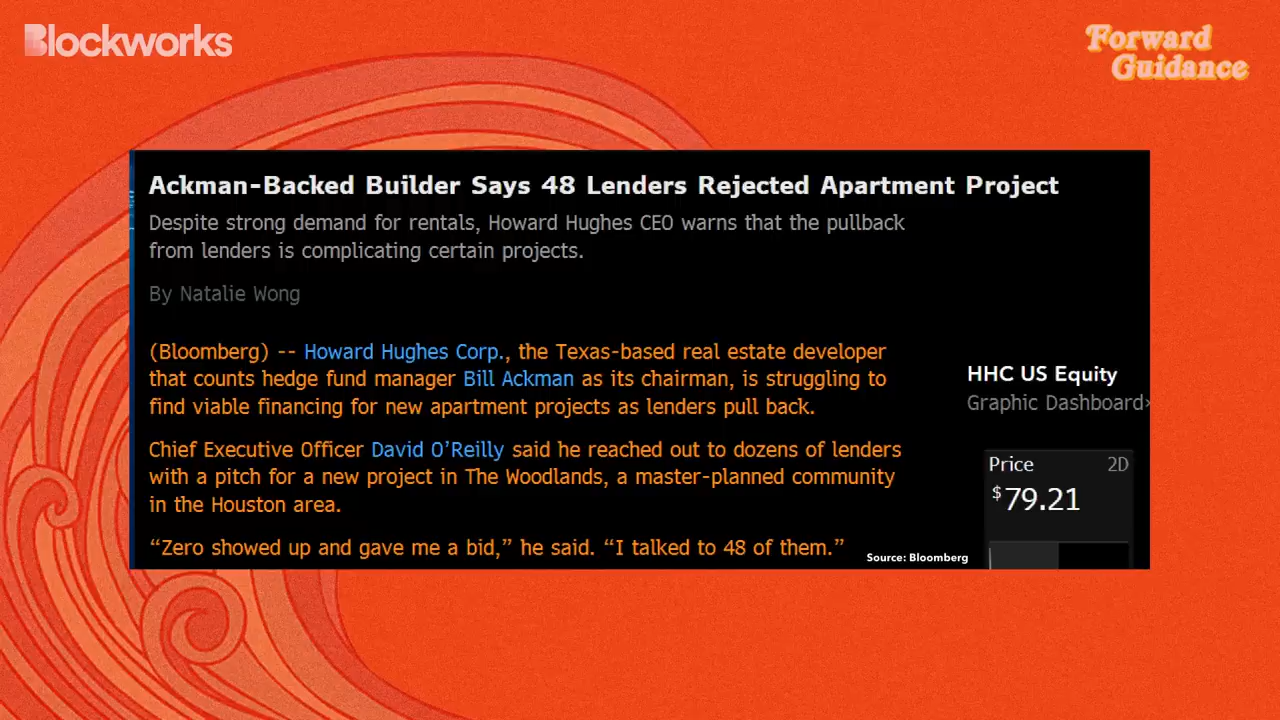 Blockworks
Forward
Guidance
Ackman-Backed Builder Says 48 Lenders Rejected Apartment Project
Despite strong demand for rentals, Howard Hughes CEO warns that the pullback
from lenders is complicating certain projects.
By Natalie Wong
(Bloomberg) -- Howard Hughes Corp., the Texas-based real estate developer
that counts hedge fund manager Bill Ackman as its chairman, is struggling to
find viable financing for new apartment projects as lenders pull back.
Chief Executive Officer David O’Reilly said he reached out to dozens of lenders
with a pitch for a new project in The Woodlands, a master-planned community
in the Houston area.
“Zero showed up and gave me a bid,” he said. “I talked to 48 of them.”
HHC US Equity
Graphic Dashboard›
Price 2D
$79.21
Source: Bloomberg